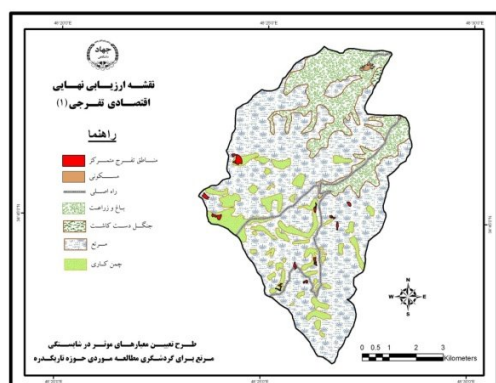 جهاد
نقشه ارزیابی نهایی
اقتصادی تفرجی (۱)
راهنما
مناطق تفرج متمرکز
مسکونی
راه اصلی
باغ و زراعت
جنگل دست کاشت
مرتع
چمن کاری
N
W
E
S
0 0.5 1 2 3
Kilometers
طرح تعیین معیارهای موثر در شایستگی
مرتع برای گردشگری مطالعه موردی حوزه تاریکدره